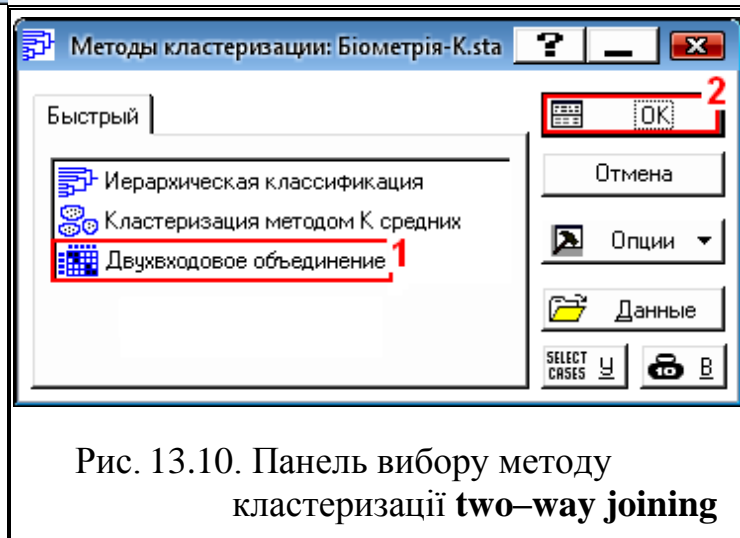 Методы кластеризации: Біометрія-K.sta
?
Быстрый
2
OK
Иерархическая классификация
Отмена
Кластеризация методом K средних
Двухвходовое объединение
1
Опции
Данные
SELECT
CASES
У
10
В
Рис. 13.10. Панель вибору методу
кластеризації two–way joining